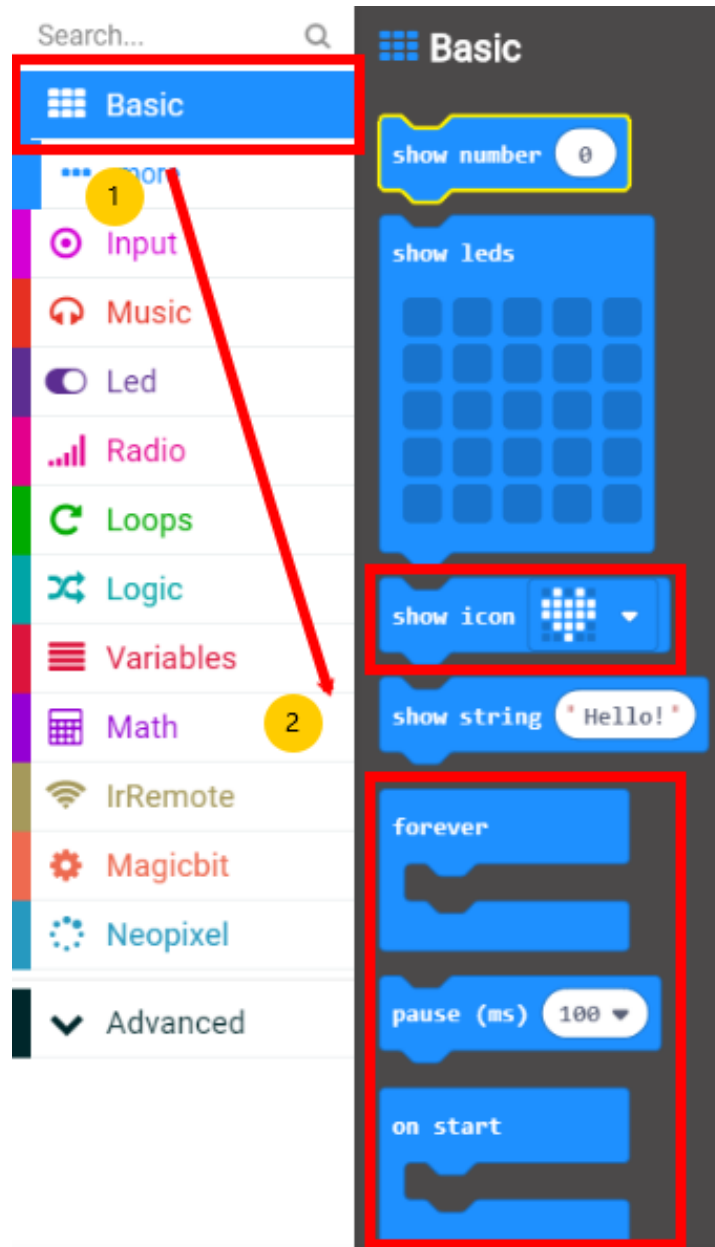 Search...
Basic
more
1
Input
Music
Led
Radio
Loops
Logic
Variables
Math
2
IrRemote
Magicbit
Neopixel
Advanced
Basic
show number 0
show leds
show icon
show string "Hello!"
forever
pause (ms) 100
on start